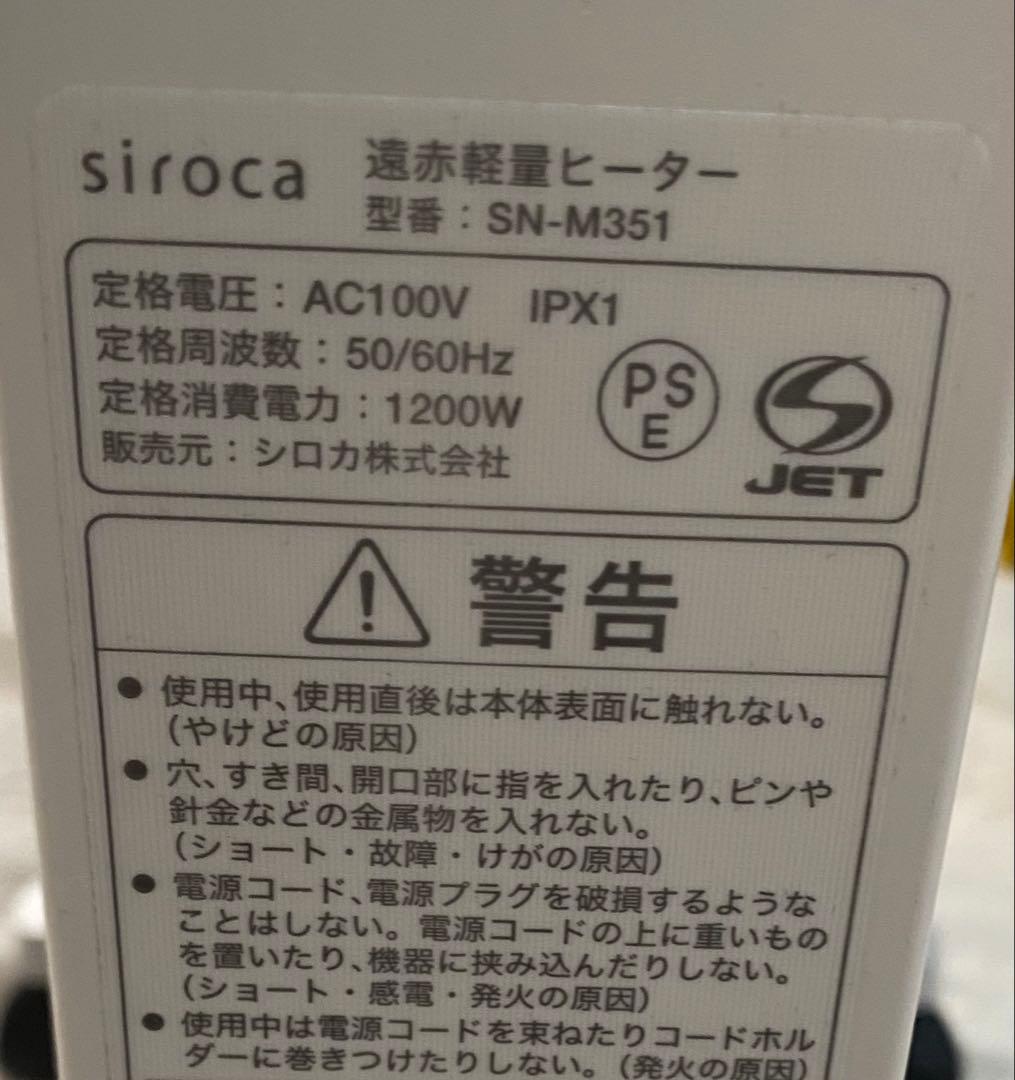 siroca 遠赤軽量ヒーター
型番：SN-M351
定格電圧：AC100V IPX1
定格周波数：50/60Hz
定格消費電力：1200W
販売元：シロカ株式会社
PS
E
JET
警告
● 使用中、使用直後は本体表面に触れない。
（やけどの原因）
● 穴、すき間、開口部に指を入れたり、ピンや
針金などの金属物を入れない。
（ショート・故障・けがの原因）
● 電源コード、電源プラグを破損するような
ことはしない。電源コードの上に重いもの
を置いたり、機器に挟み込んだりしない。
（ショート・感電・発火の原因）
● 使用中は電源コードを束ねたりコードホル
ダーに巻きつけたりしない。（発火の原因）